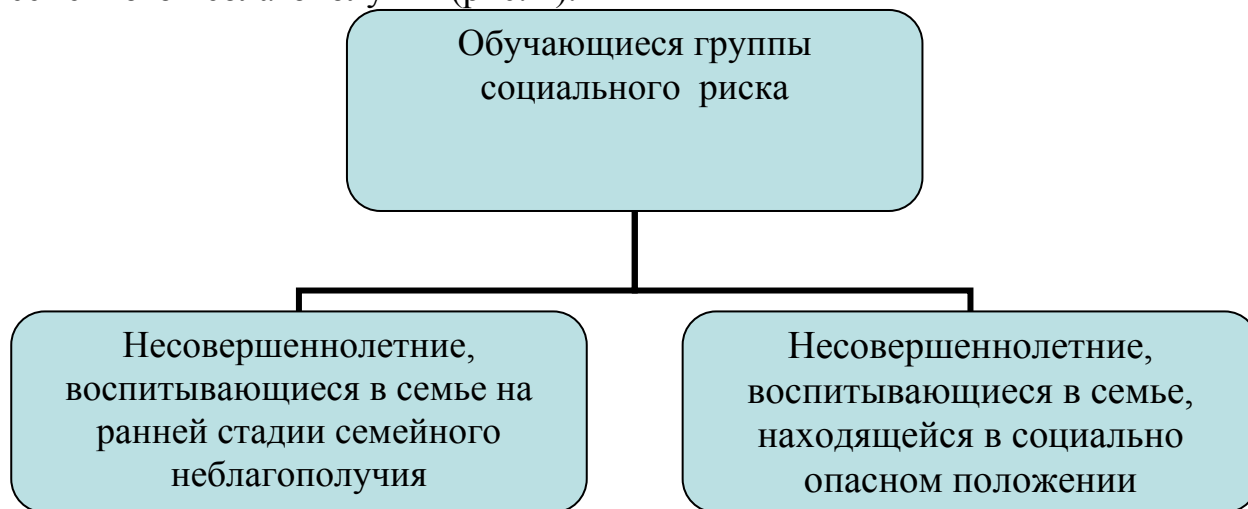 Обучающиеся группы
социального риска
Несовершеннолетние,
воспитывающиеся в семье на
ранней стадии семейного
неблагополучия
Несовершеннолетние,
воспитывающиеся в семье,
находящейся в социально
опасном положении